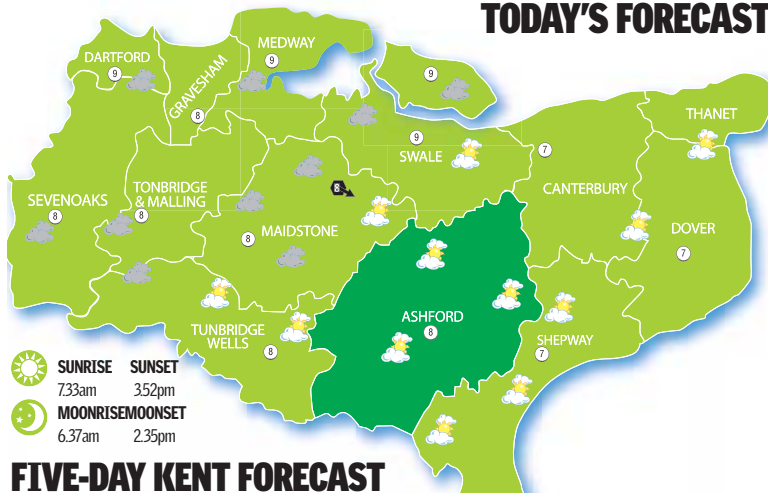 TODAY'S FORECAST
MEDWAY
9
DARTFORD
9
GRAVESHAM
8
9
THANET
9
SWALE
7
SEVENOAKS
8
TONBRIDGE
& MALLING
8
CANTERBURY
MAIDSTONE
8
8
DOVER
7
ASHFORD
8
TUNBRIDGE
WELLS
8
SHEPWAY
7
SUNRISE SUNSET
7.33am 3.52pm
MOONRISEMOONSET
6.37am 2.35pm
FIVE-DAY KENT FORECAST